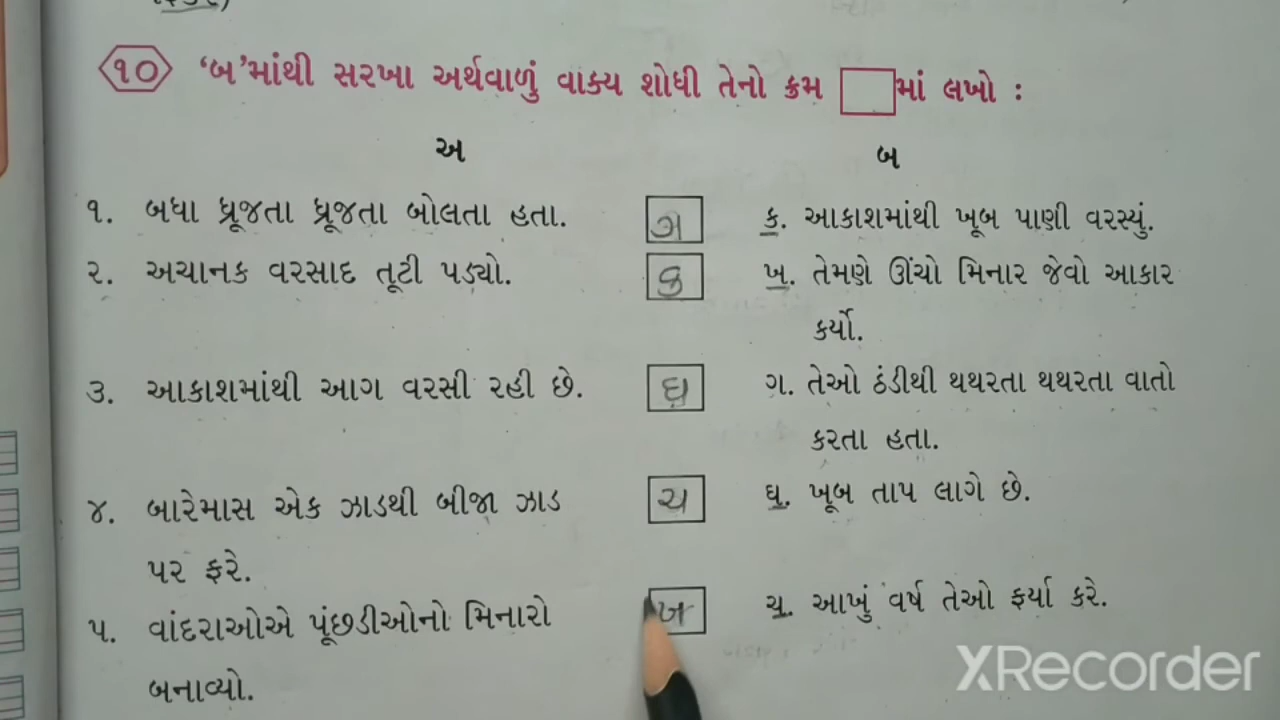 ૧૦ ‘બ’માંથી સરખા અર્થવાળું વાક્ય શોધી તેનો ક્રમ માં લખો :
અ બ
૧. બધા ધ્રૂજતા ધ્રૂજતા બોલતા હતા. ગ ક. આકાશમાંથી ખૂબ પાણી વરસ્યું.
૨. અચાનક વરસાદ તૂટી પડ્યો. ક ખ. તેમણે ઊંચો મિનાર જેવો આકાર
કર્યો.
૩. આકાશમાંથી આગ વરસી રહી છે. ઘ ગ. તેઓ ઠંડીથી થથરતા થથરતા વાતો
કરતા હતા.
૪. બારેમાસ એક ઝાડથી બીજા ઝાડ ચ ઘ. ખૂબ તાપ લાગે છે.
પર ફરે.
૫. વાંદરાઓએ પૂંછડીઓનો મિનારો ખ ચ. આખું વર્ષ તેઓ ફર્યા કરે.
બનાવ્યો.
XRecorder